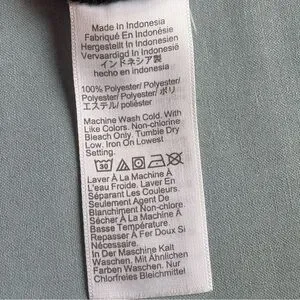 Made In Indonesia
Fabriqué En Indonésien
Hergestellt In Indonesien
Vervaardigd In Indonesië
インドネシア製
hecho en indonesia
100% Polyester/ Polyester/
Polyester/ Polyester/ ポリ
エステル/ poliéster
Machine Wash Cold. With
Like Colors. Non-chlorine
Bleach Only. Tumble Dry
Low. Iron On Lowest
Setting.
30
Laver À La Machine À
L'eau Froide. Laver En
Séparant Les Couleurs.
Seulement Agent De
Blanchiment Non-chlore.
Sécher À La Machine À
Basse Température
Repasser À Fer Doux Si
Nécessaire.
In Der Maschine Kalt
Waschen. Mit Ähnlichen
Farben Waschen. Nur
Chlorfreies Bleichmittel